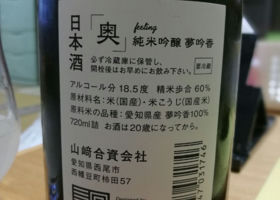 日本酒
「奥」
feeling
純米吟醸 夢吟香
必ず冷蔵庫に保管し、
開栓後はお早めにお飲み下さい。
要冷蔵
アルコール分 18.5度 精米歩合 60%
原材料名:米(国産)・米こうじ(国産米)
原料米の品種:愛知県産 夢吟香100%
720ml詰 お酒は20歳になってから。
山﨑合資会社
愛知県西尾市
西幡豆町柿田57